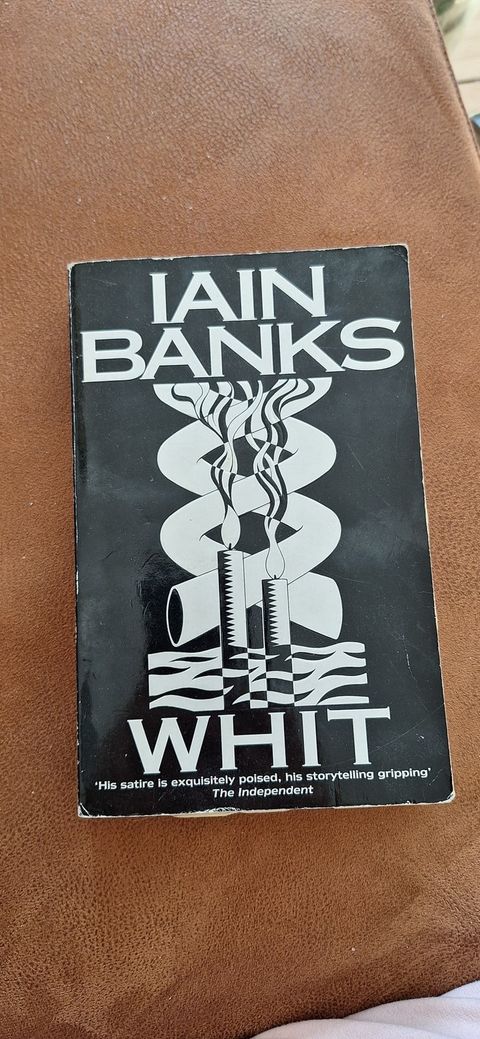 IAIN
BANKS
WHIT
‘His satire is exquisitely poised, his storytelling gripping’
The Independent